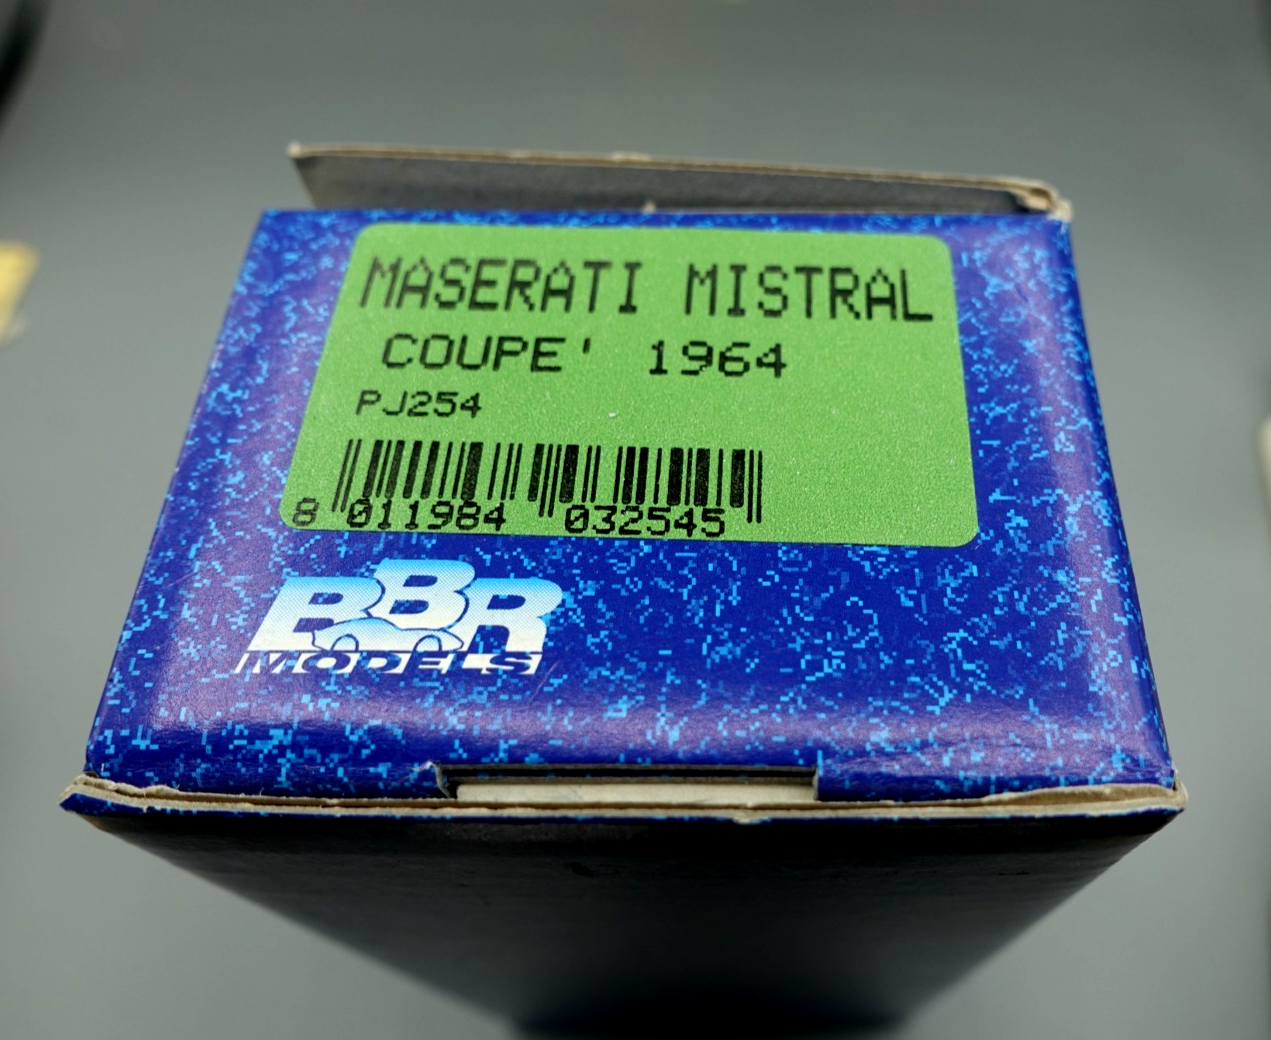 MASERATI MISTRAL
COUPE' 1964
PJ254
8 011984 032545
BBR
MODELS